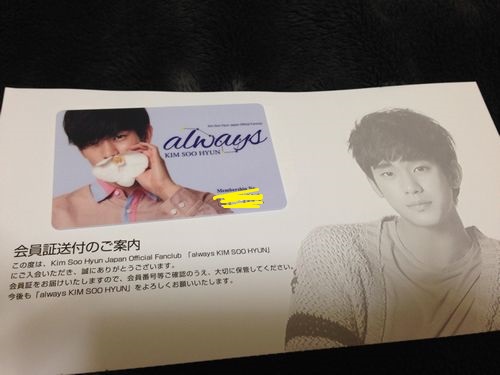 Kim Soo Hyun Japan Official Fanclub
always
KIM SOO HYUN
Membership No.
会員証送付のご案内
この度は、Kim Soo Hyun Japan Official Fanclub 「always KIM SOO HYUN」
にご入会いただき、誠にありがとうございます。
会員証をお届けいたしますので、会員番号等ご確認のうえ、大切に保管してください。
今後も「always KIM SOO HYUN」をよろしくお願いいたします。